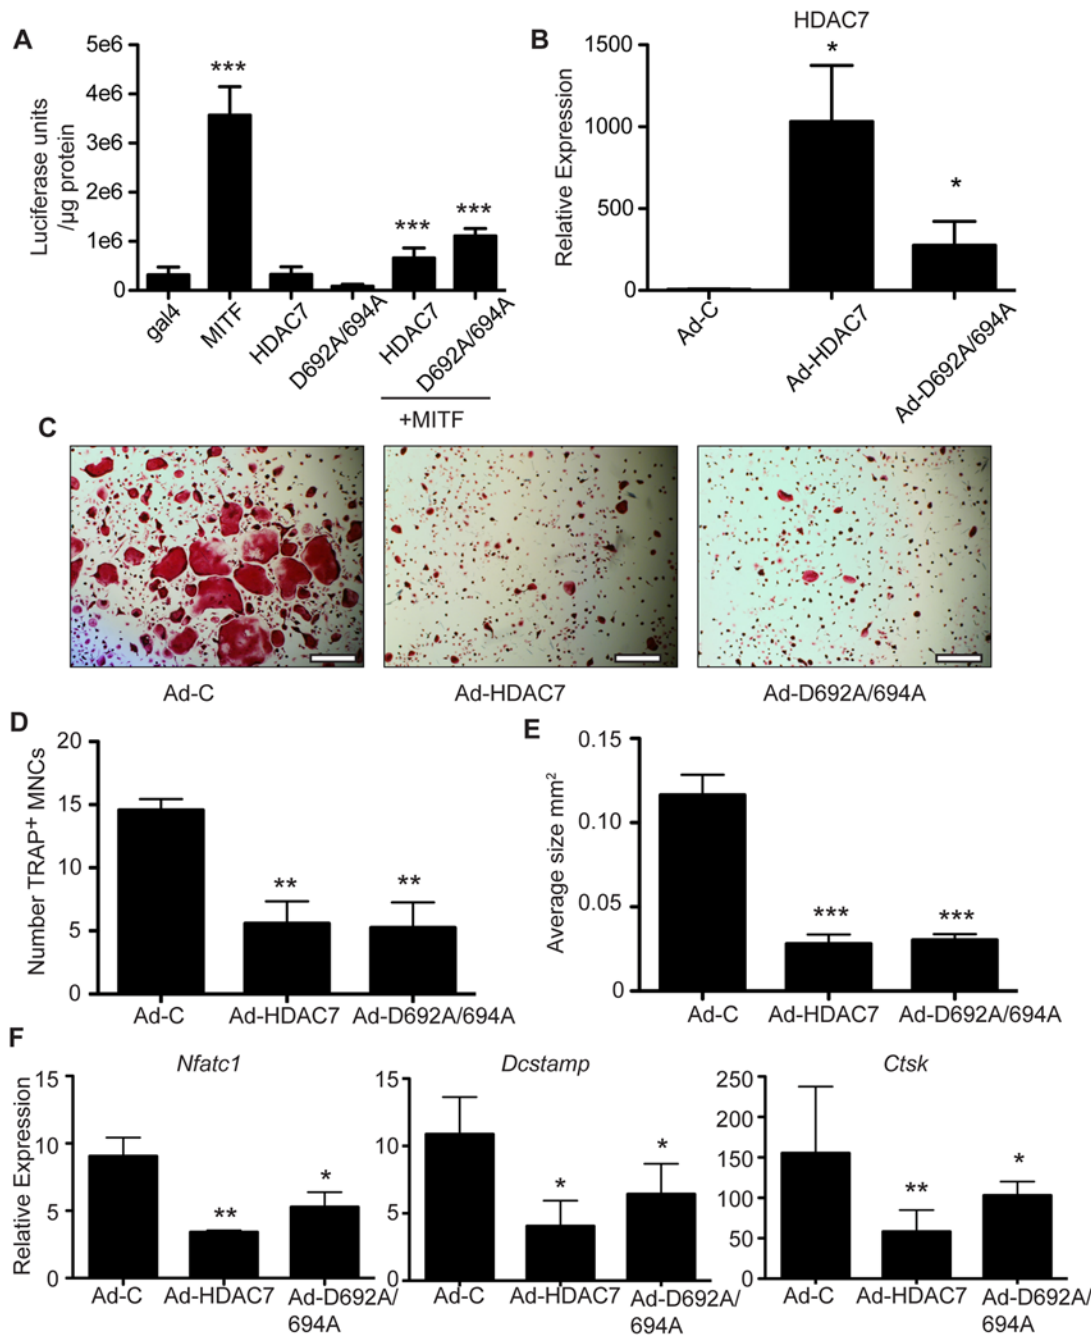 A
Luciferase units
/µg protein
5e6
4e6
3e6
2e6
1e6
0
***
***
***
gal4
MITF
HDAC7
D692A/694A
HDAC7
D692A/694A
+MITF
B
HDAC7
Relative Expression
1500
1000
500
0
*
*
Ad-C
Ad-HDAC7
Ad-D692A/694A
C
Ad-C
Ad-HDAC7
Ad-D692A/694A
D
Number TRAP+ MNCs
20
15
10
5
0
**
**
Ad-C
Ad-HDAC7
Ad-D692A/694A
E
Average size mm²
0.15
0.10
0.05
0
***
***
Ad-C
Ad-HDAC7
Ad-D692A/694A
F
Relative Expression
Nfatc1
15
10
5
0
**
*
Ad-C
Ad-HDAC7
Ad-D692A/
694A
Dcstamp
15
10
5
0
*
*
Ad-C
Ad-HDAC7
Ad-D692A/
694A
Ctsk
250
200
150
100
50
0
**
*
Ad-C
Ad-HDAC7
Ad-D692A/
694A